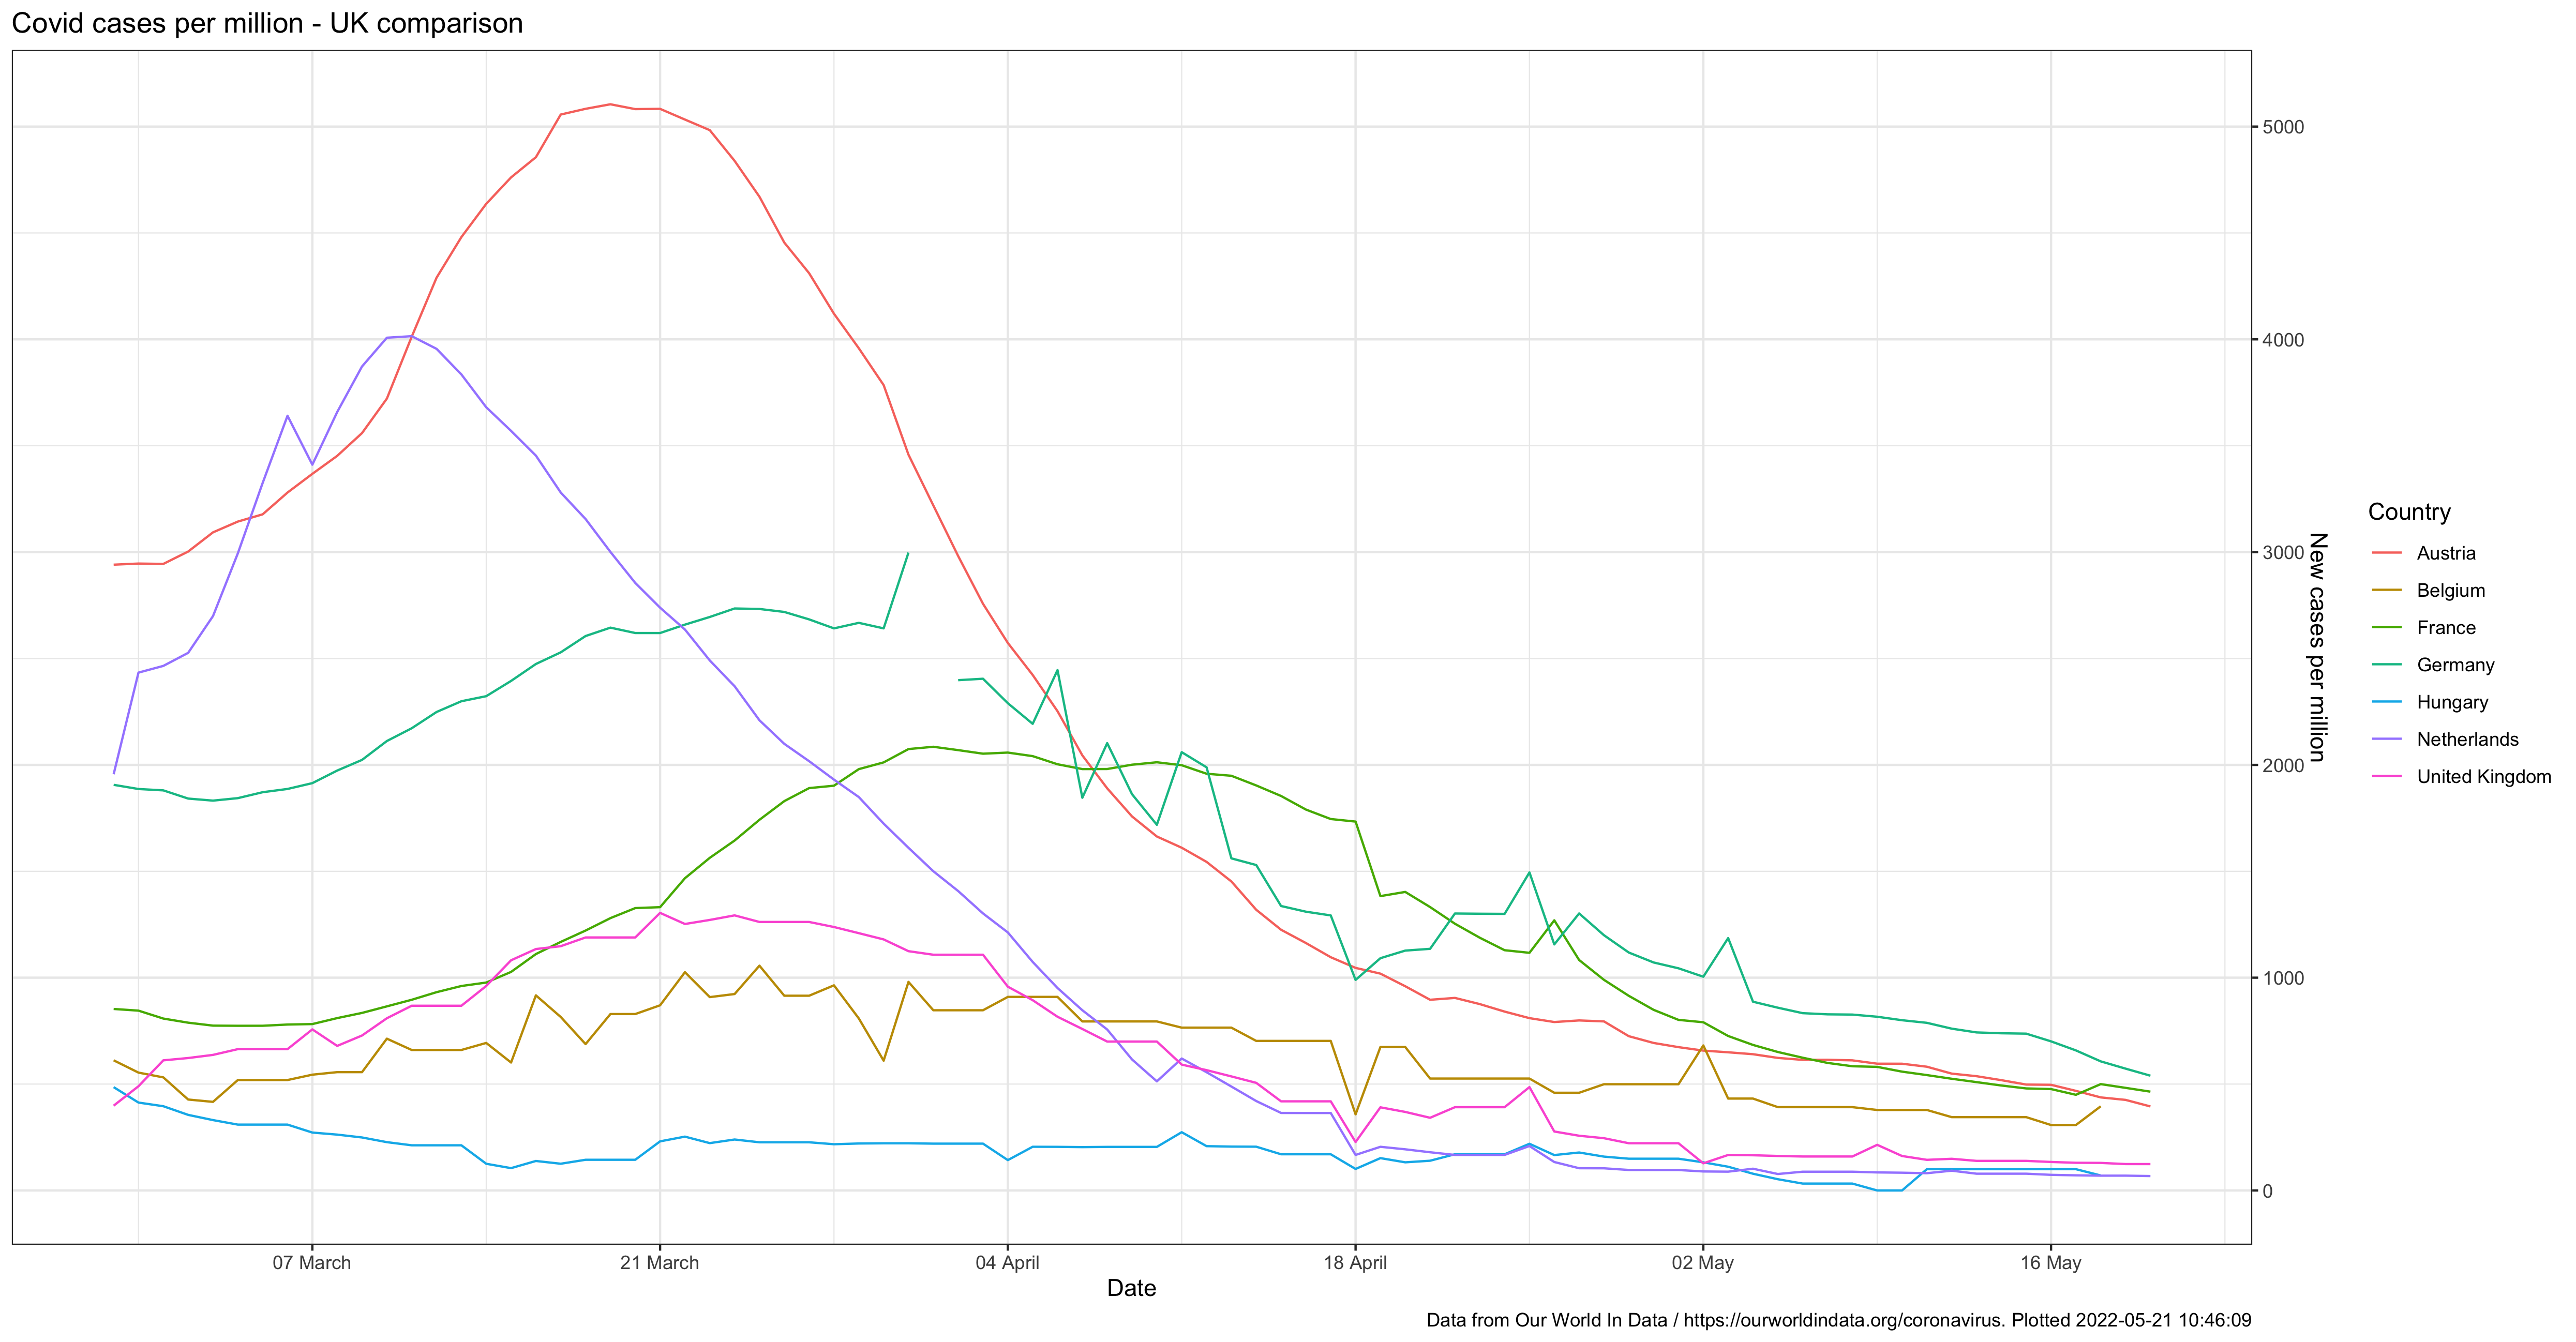 Covid cases per million - UK comparison
5000
4000
3000
2000
1000
0
New cases per million
Country
Austria
Belgium
France
Germany
Hungary
Netherlands
United Kingdom
07 March
21 March
04 April
18 April
02 May
16 May
Date
Data from Our World In Data / https://ourworldindata.org/coronavirus. Plotted 2022-05-21 10:46:09